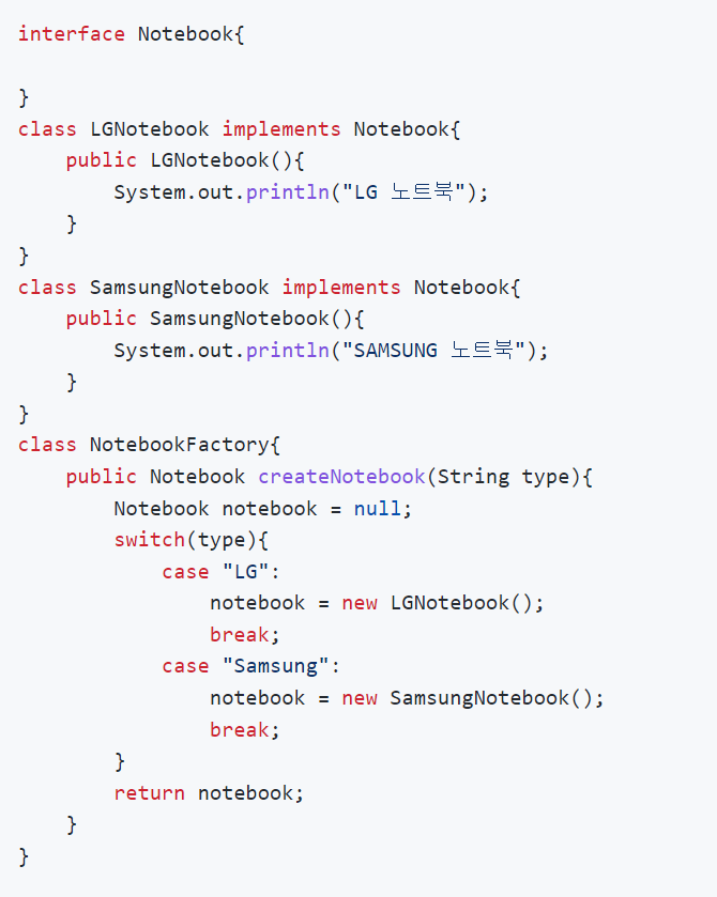 interface Notebook{
}
class LGNotebook implements Notebook{
public LGNotebook(){
System.out.println("LG 노트북");
}
}
class SamsungNotebook implements Notebook{
public SamsungNotebook(){
System.out.println("SAMSUNG 노트북");
}
}
class NotebookFactory{
public Notebook createNotebook(String type){
Notebook notebook = null;
switch(type){
case "LG":
notebook = new LGNotebook();
break;
case "Samsung":
notebook = new SamsungNotebook();
break;
}
return notebook;
}
}